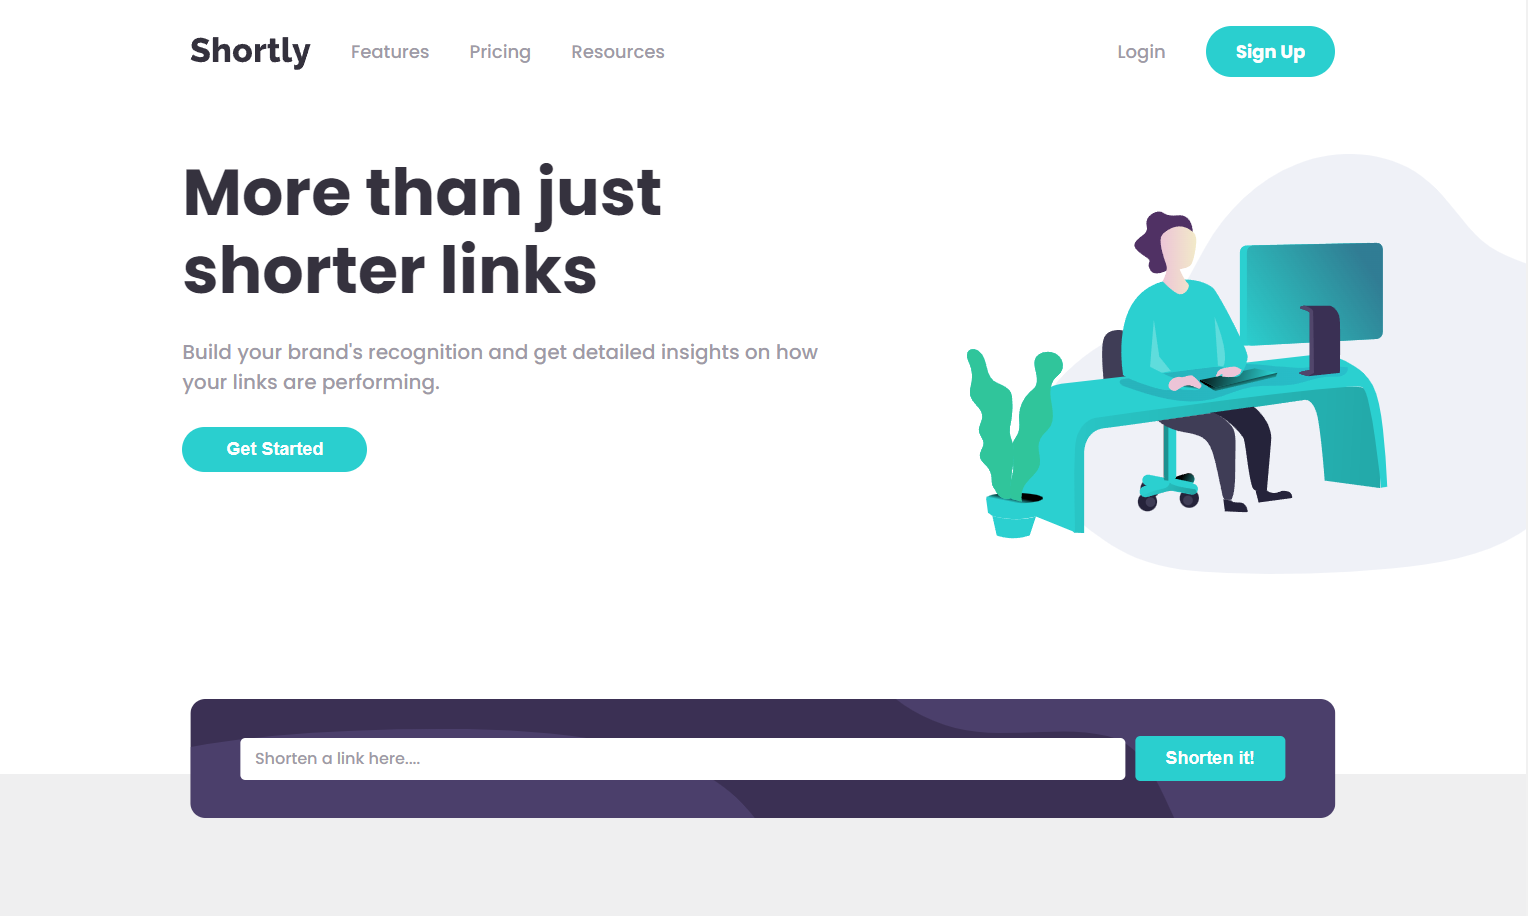 Shortly
Features
Pricing
Resources
Login
Sign Up
More than just
shorter links
Build your brand's recognition and get detailed insights on how
your links are performing.
Get Started
Shorten a link here....
Shorten it!